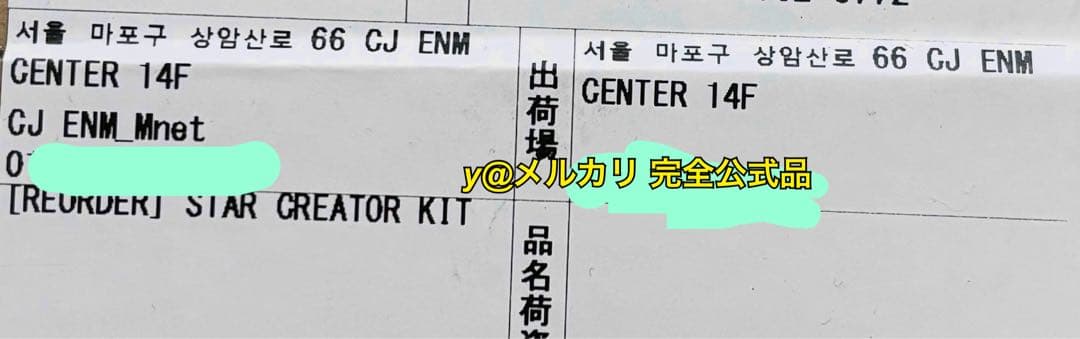 서울 마포구 상암산로 66 CJ ENM
CENTER 14F
CJ ENM_Mnet
0
[REORDER] STAR CREATOR KIT
出荷場
品名荷
서울 마포구 상암산로 66 CJ ENM
CENTER 14F
y@メルカリ 完全公式品